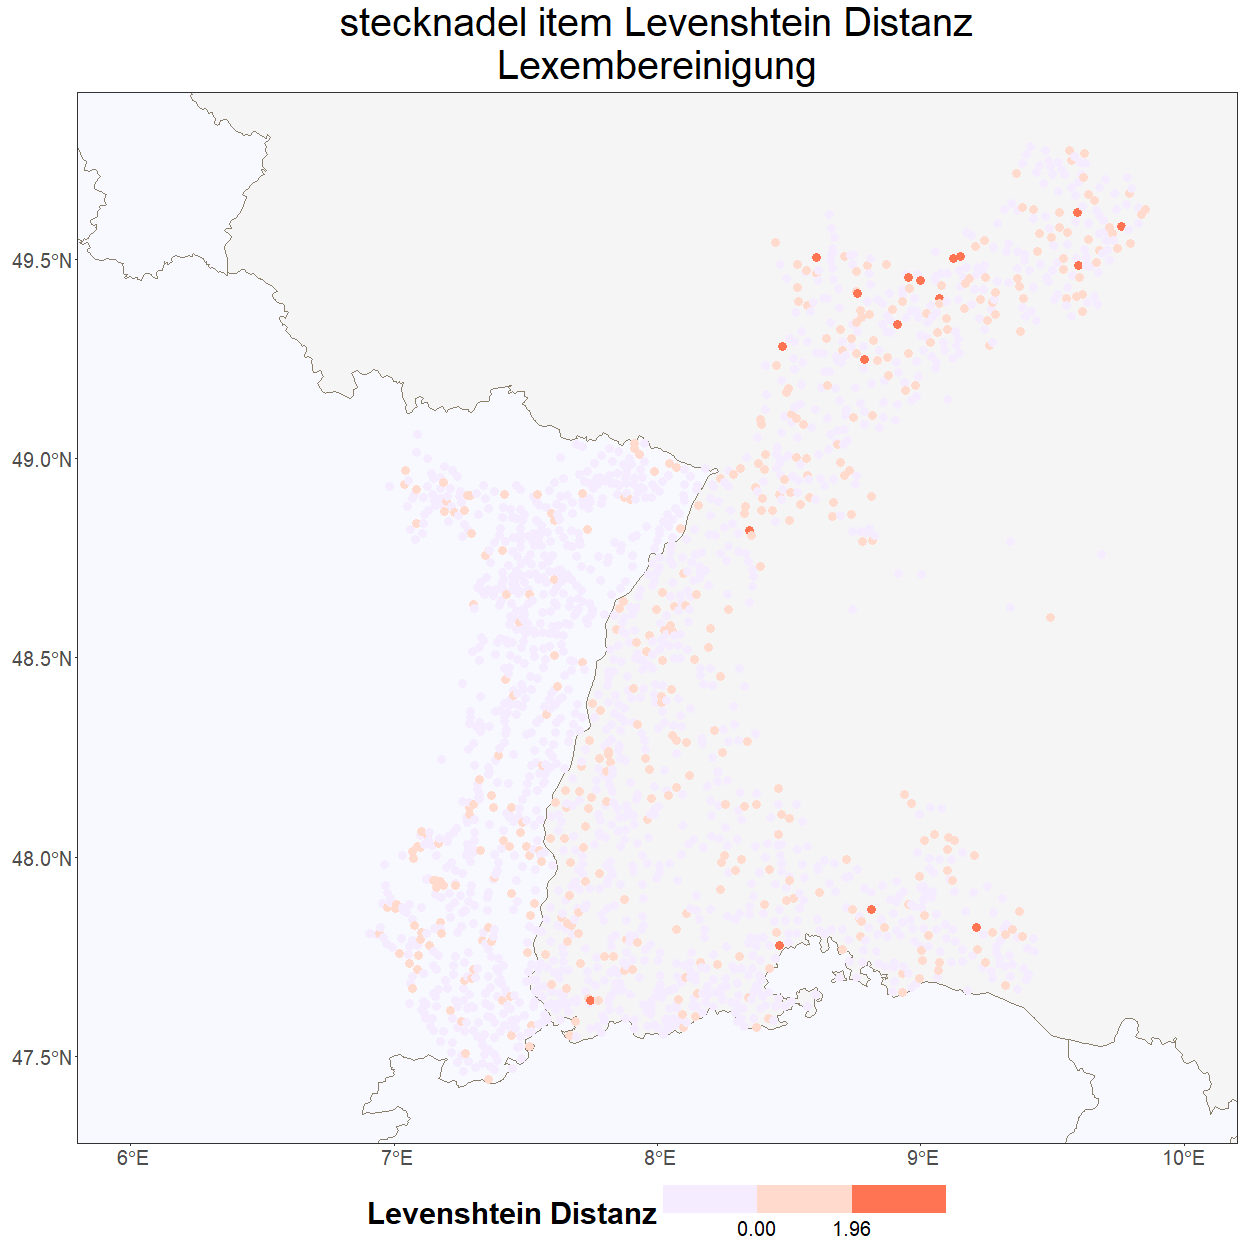 stecknadel item Levenshtein Distanz
Lexembereinigung
49.5°N
49.0°N
48.5°N
48.0°N
47.5°N
6°E 7°E 8°E 9°E 10°E
Levenshtein Distanz
0.00 1.96